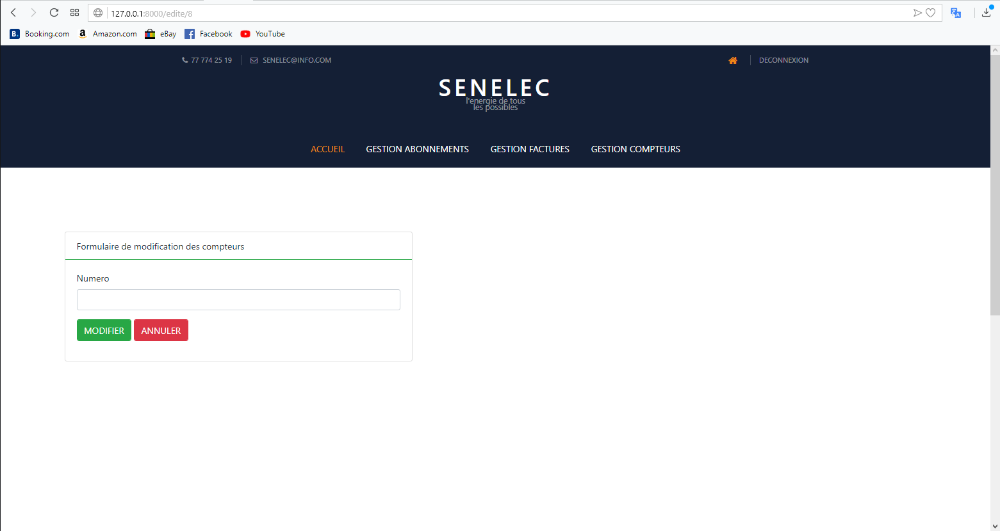 127.0.0.1:8000/edite/8
B. Booking.com a Amazon.com eBay Facebook YouTube
77 774 25 19 SENELEC@INFO.COM DECONNEXION
SENELEC
l'energie de tous
les possibles
ACCUEIL GESTION ABONNEMENTS GESTION FACTURES GESTION COMPTEURS
Formulaire de modification des compteurs
Numero
MODIFIER ANNULER